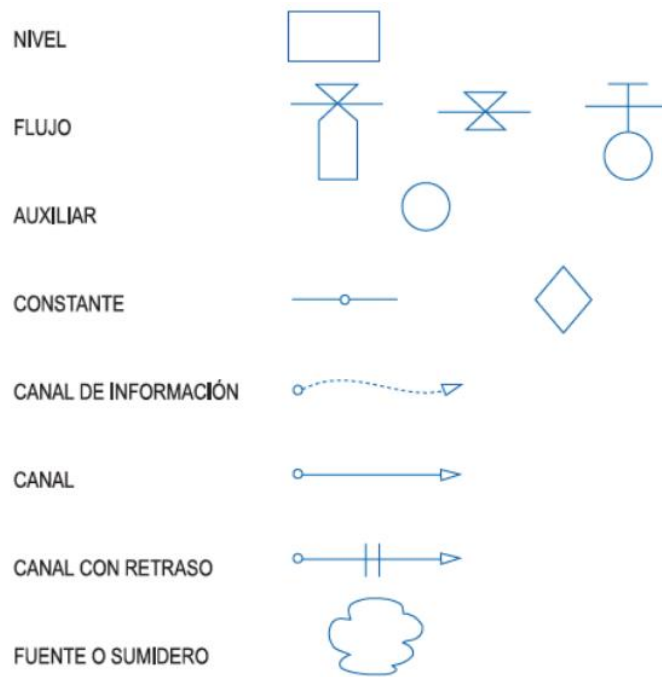 NIVEL
FLUJO
AUXILIAR
CONSTANTE
CANAL DE INFORMACIÓN
CANAL
CANAL CON RETRASO
FUENTE O SUMIDERO